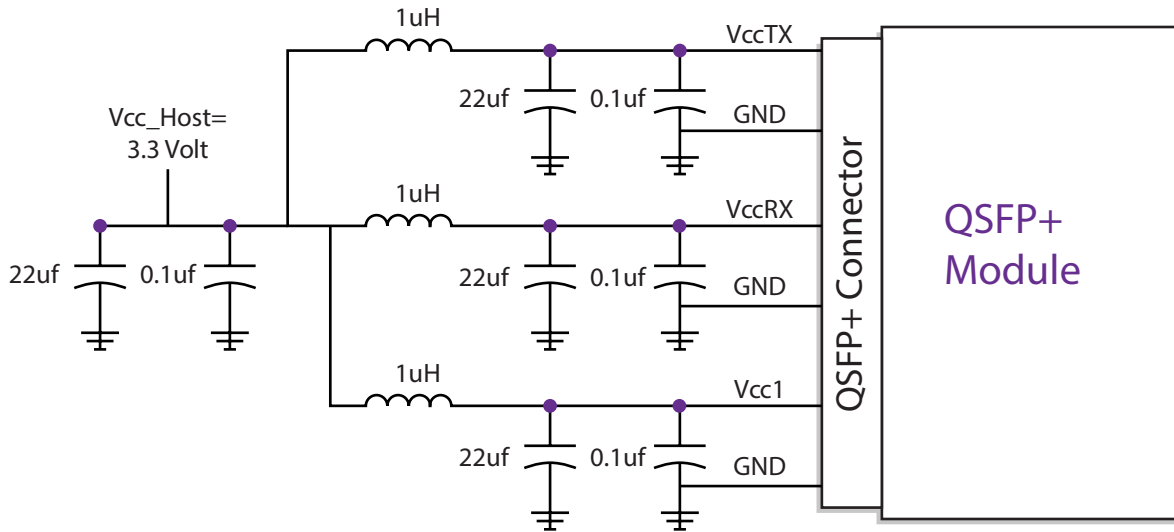 1uH
VccTX
22uf
0.1uf
GND
Vcc_Host=
3.3 Volt
1uH
VccRX
22uf
0.1uf
22uf
0.1uf
GND
1uH
Vcc1
22uf
0.1uf
GND
QSFP+ Connector
QSFP+
Module